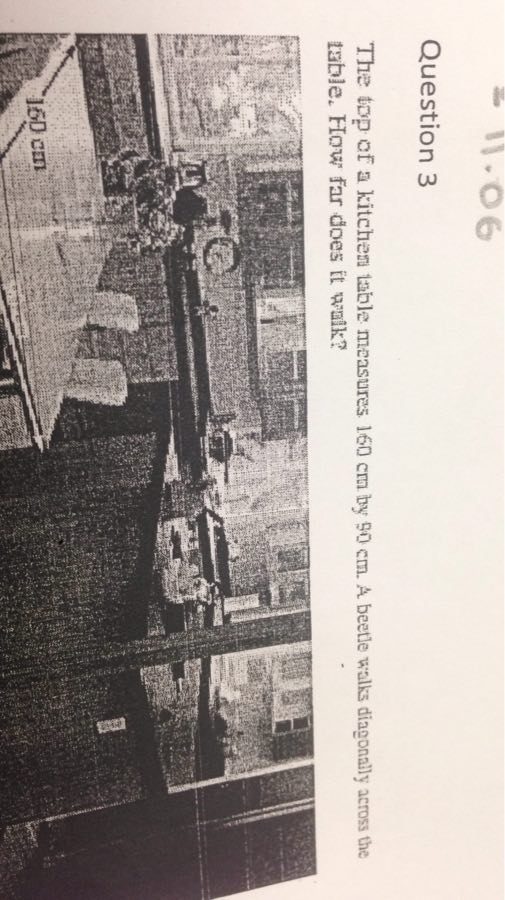 11.06
Question 3
The top of a kitchen table measures 160 cm by 90 cm. A beetle walks diagonally across the
table. How far does it walk?
160 cm